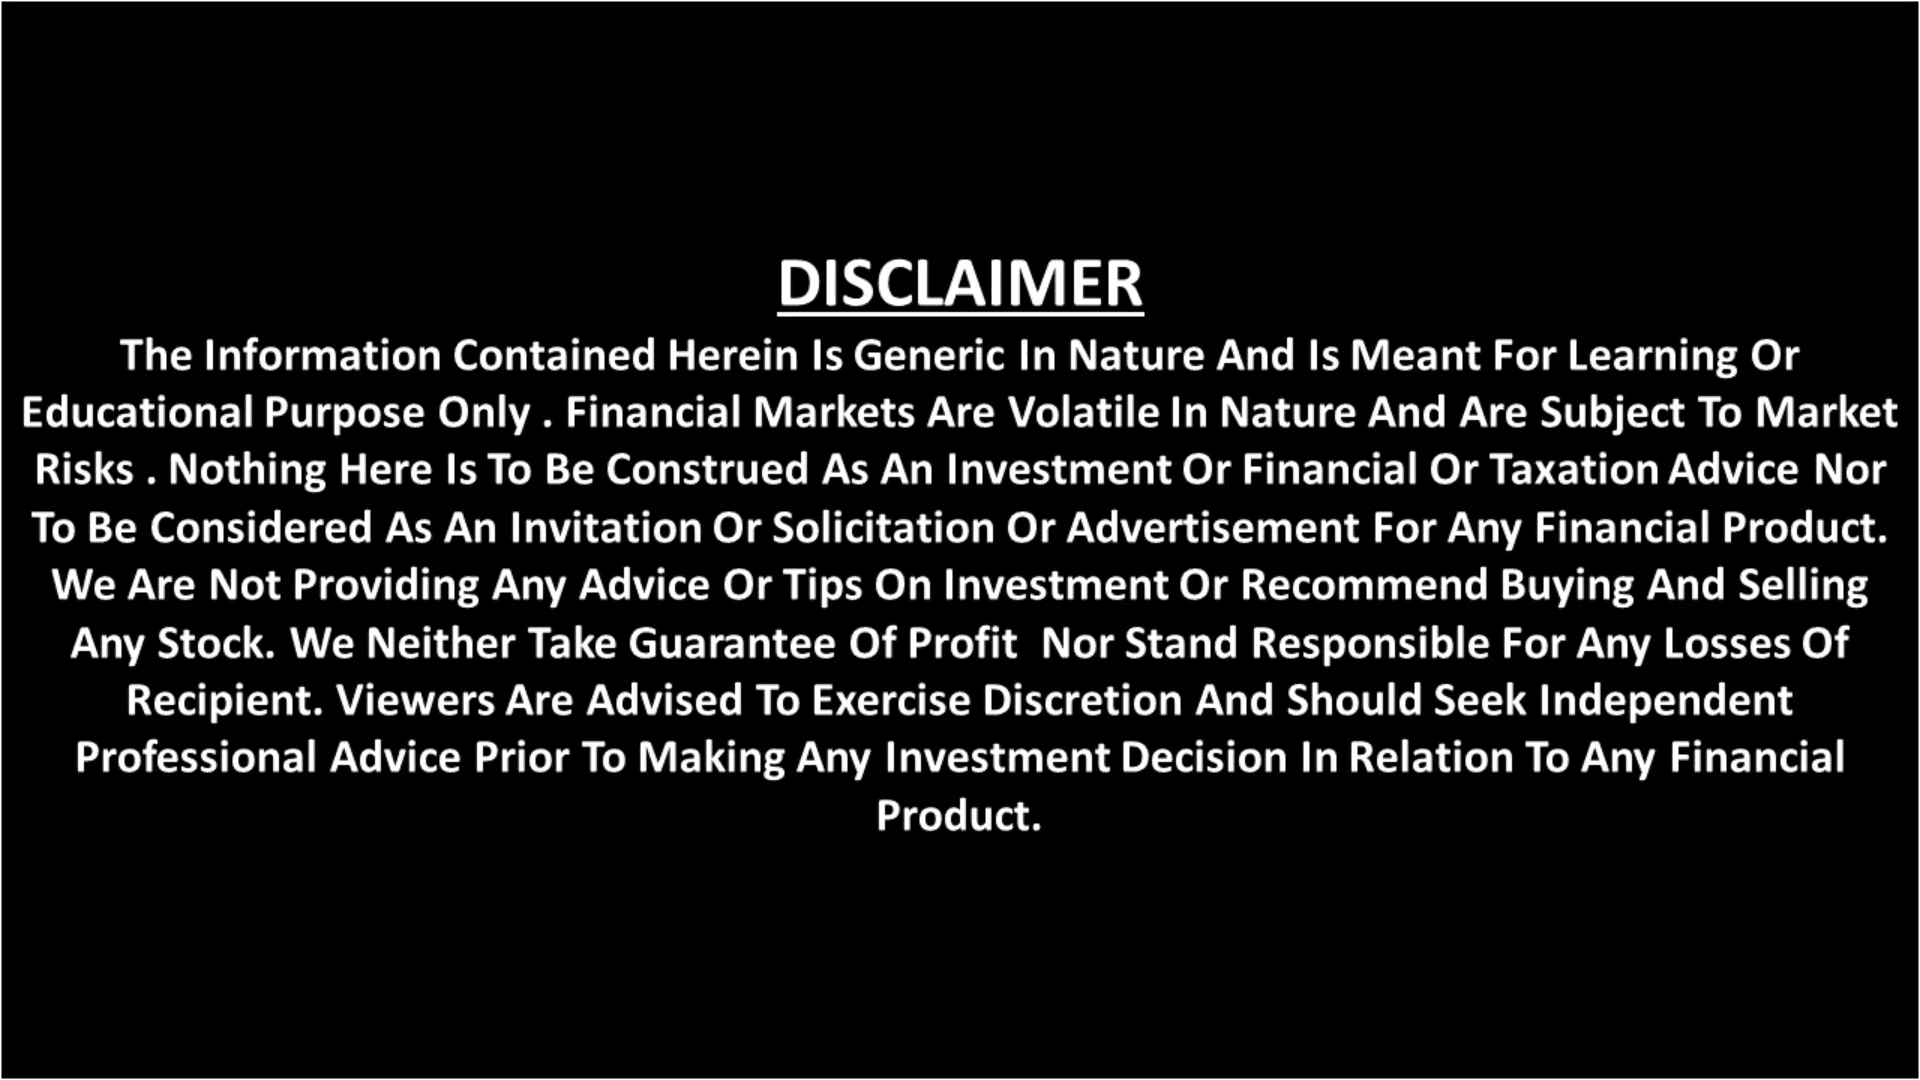 DISCLAIMER
The Information Contained Herein Is Generic In Nature And Is Meant For Learning Or
Educational Purpose Only . Financial Markets Are Volatile In Nature And Are Subject To Market
Risks . Nothing Here Is To Be Construed As An Investment Or Financial Or Taxation Advice Nor
To Be Considered As An Invitation Or Solicitation Or Advertisement For Any Financial Product.
We Are Not Providing Any Advice Or Tips On Investment Or Recommend Buying And Selling
Any Stock. We Neither Take Guarantee Of Profit  Nor Stand Responsible For Any Losses Of
Recipient. Viewers Are Advised To Exercise Discretion And Should Seek Independent
Professional Advice Prior To Making Any Investment Decision In Relation To Any Financial
Product.